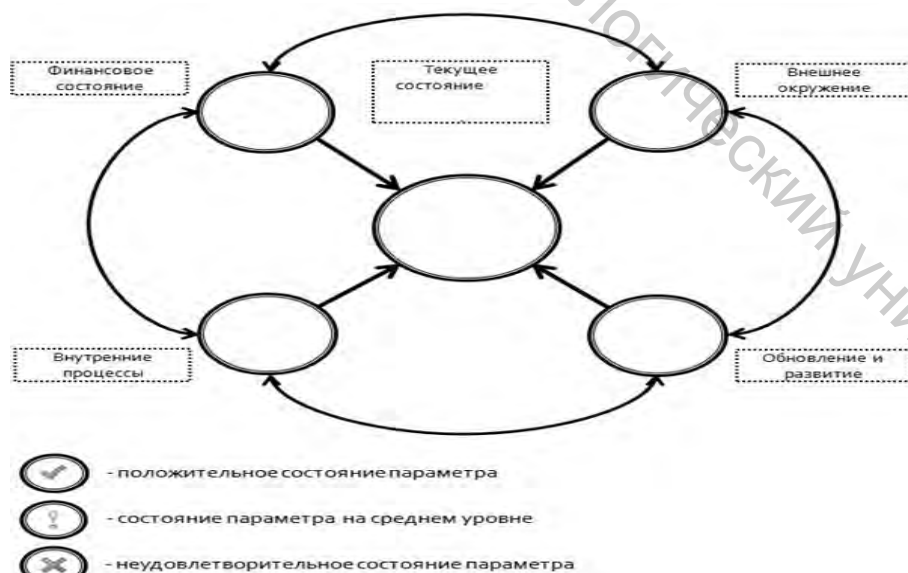 Финансовое
состояние
Текущее
состояние
Внешнее
окружение
Внутренние
процессы
Обновление и
развитие
- положительное состояние параметра
!
- состояние параметра на среднем уровне
- неудовлетворительное состояние параметра